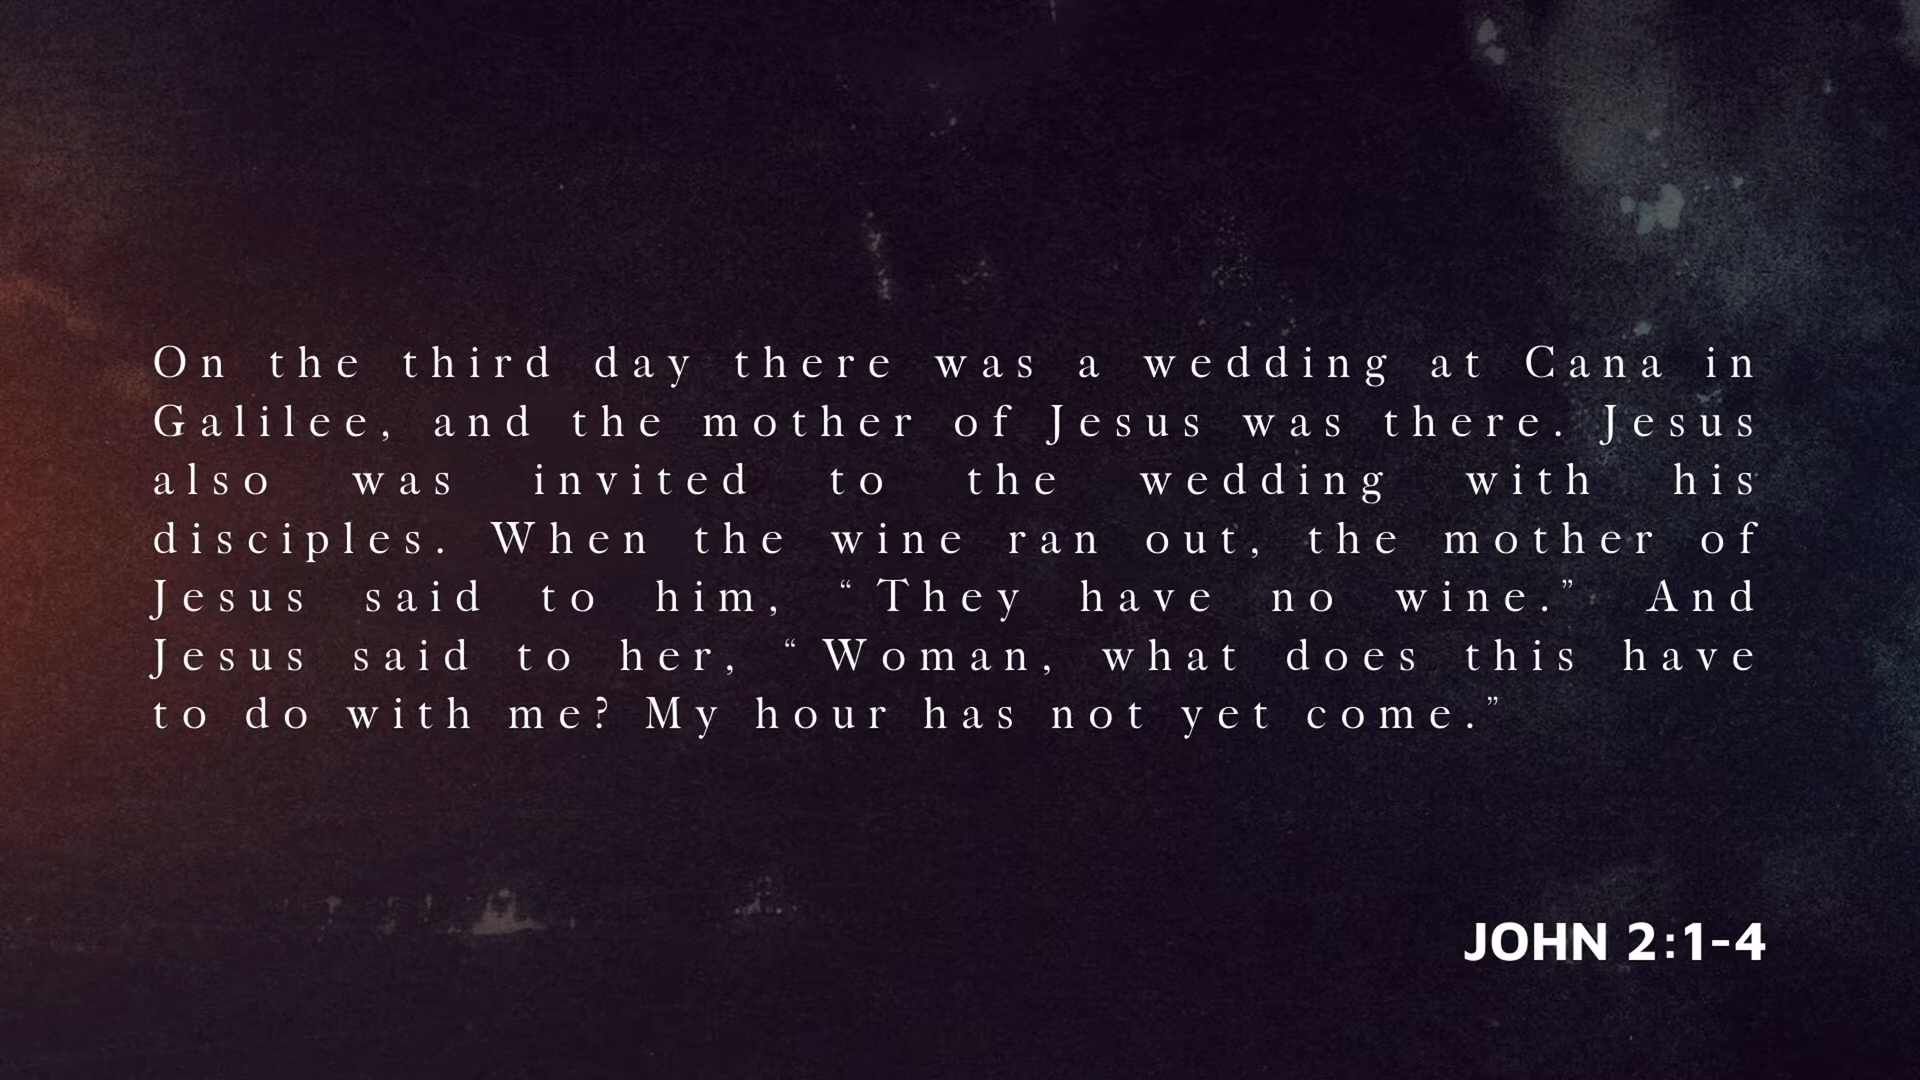 On the third day there was a wedding at Cana in
Galilee, and the mother of Jesus was there. Jesus
also was invited to the wedding with his
disciples. When the wine ran out, the mother of
Jesus said to him, “They have no wine.” And
Jesus said to her, “Woman, what does this have
to do with me? My hour has not yet come.”
JOHN 2:1-4